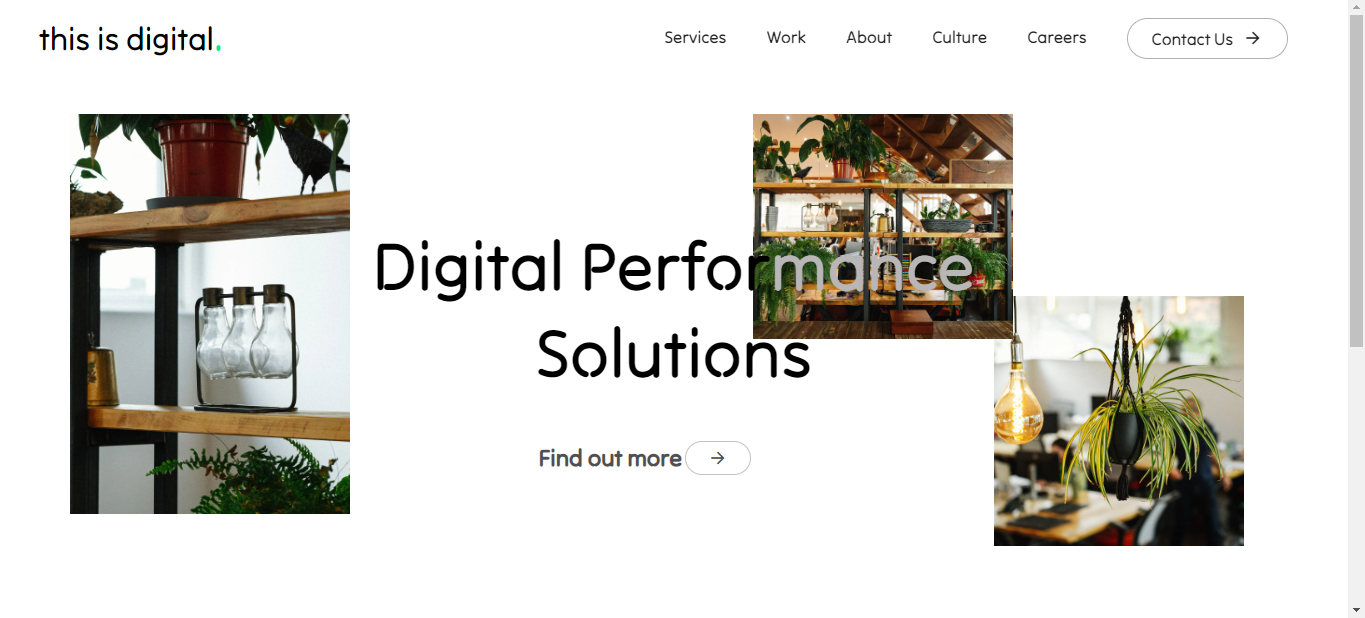 this is digital.
Services Work About Culture Careers Contact Us →
Digital Performance
Solutions
Find out more →